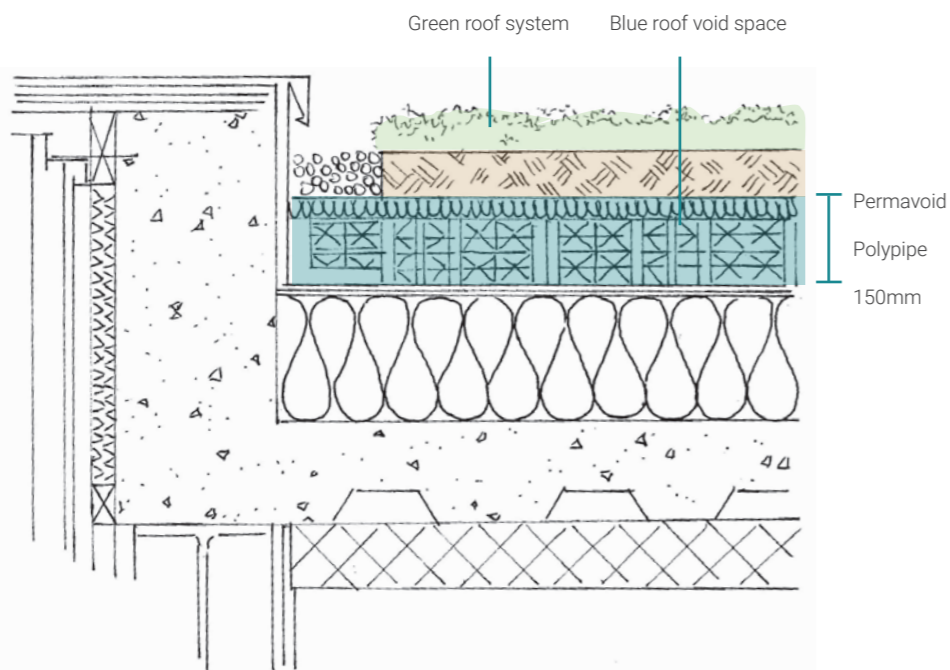 Green roof system
Blue roof void space
Permavoid
Polypipe
150mm